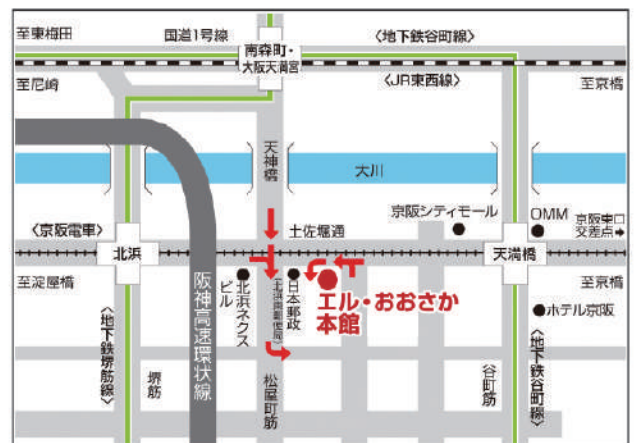 至東梅田
国道1号線
南森町・
大阪天満宮
〈地下鉄谷町線〉
〈JR東西線〉
至尼崎
至京橋
天神橋
大川
京阪シティモール
OMM
京阪東口
交差点
〈京阪電車〉
北浜
土佐堀通
天満橋
至淀屋橋
至京橋
阪神高速環状線
北浜ネクス
ビル
日本郵政
エル・おおさか
本館
ホテル京阪
〈地下鉄堺筋線〉
堺筋
松屋町筋
谷町筋
〈地下鉄谷町線〉